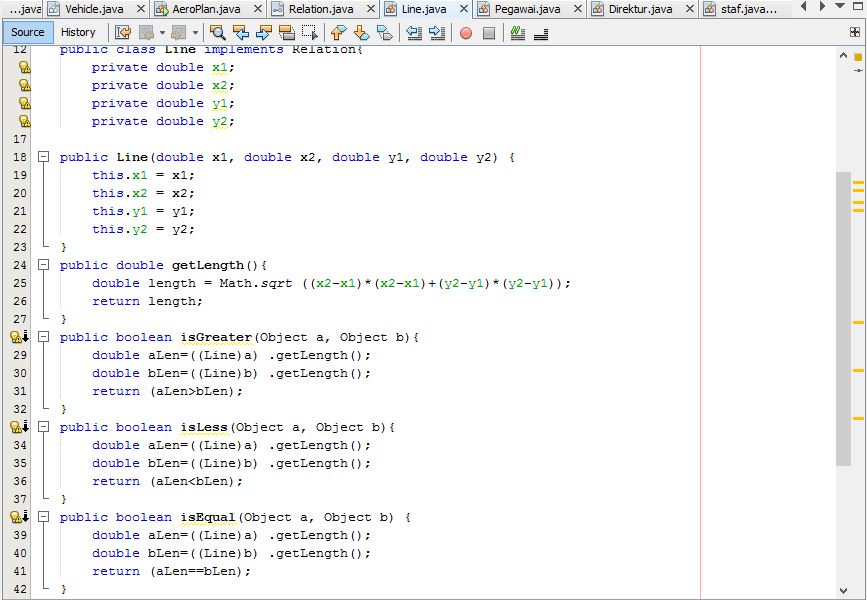 ...java Vehicle.java AeroPlan.java Relation.java Line.java Pegawai.java Direktur.java staf.java...
Source History
12 public class Line implements Relation{
private double x1;
private double x2;
private double y1;
private double y2;
17
18 public Line(double x1, double x2, double y1, double y2) {
19 this.x1 = x1;
20 this.x2 = x2;
21 this.y1 = y1;
22 this.y2 = y2;
23 }
24 public double getLength(){
25 double length = Math.sqrt ((x2-x1)*(x2-x1)+(y2-y1)*(y2-y1));
26 return length;
27 }
public boolean isGreater(Object a, Object b){
29 double aLen=((Line)a) .getLength();
30 double bLen=((Line)b) .getLength();
31 return (aLen>bLen);
32 }
public boolean isLess(Object a, Object b){
34 double aLen=((Line)a) .getLength();
35 double bLen=((Line)b) .getLength();
36 return (aLen<bLen);
37 }
public boolean isEqual(Object a, Object b) {
39 double aLen=((Line)a) .getLength();
40 double bLen=((Line)b) .getLength();
41 return (aLen==bLen);
42 }